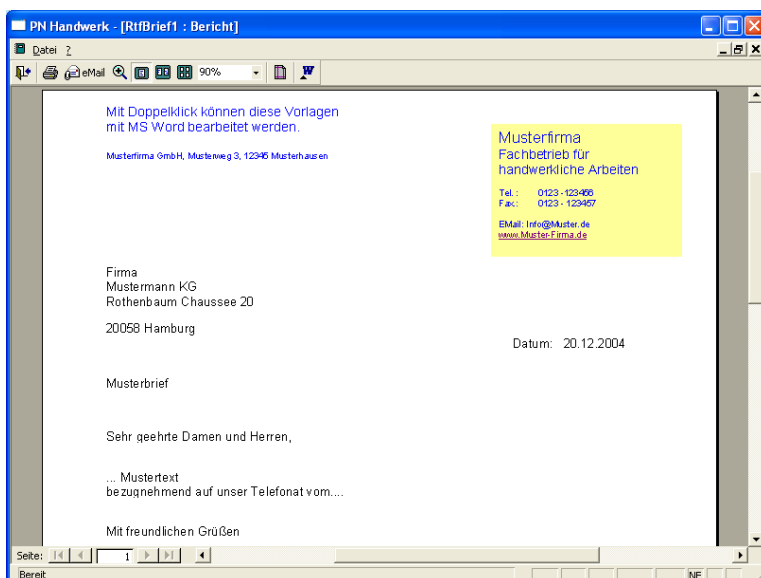 PN Handwerk - [RtfBrief1 : Bericht]
Datei ?
eMail 90%
Mit Doppelklick können diese Vorlagen
mit MS Word bearbeitet werden.
Musterfirma GmbH, Musterweg 3, 12345 Musterhausen
Musterfirma
Fachbetrieb für
handwerkliche Arbeiten
Tel.: 0123 -123456
Fax.: 0123 - 123457
EMail: Info@Muster.de
www.Muster-Firma.de
Firma
Mustermann KG
Rothenbaum Chaussee 20
20058 Hamburg
Datum: 20.12.2004
Musterbrief
Sehr geehrte Damen und Herren,
... Mustertext
bezugnehmend auf unser Telefonat vom....
Mit freundlichen Grüßen
Seite: 1
Bereit NF